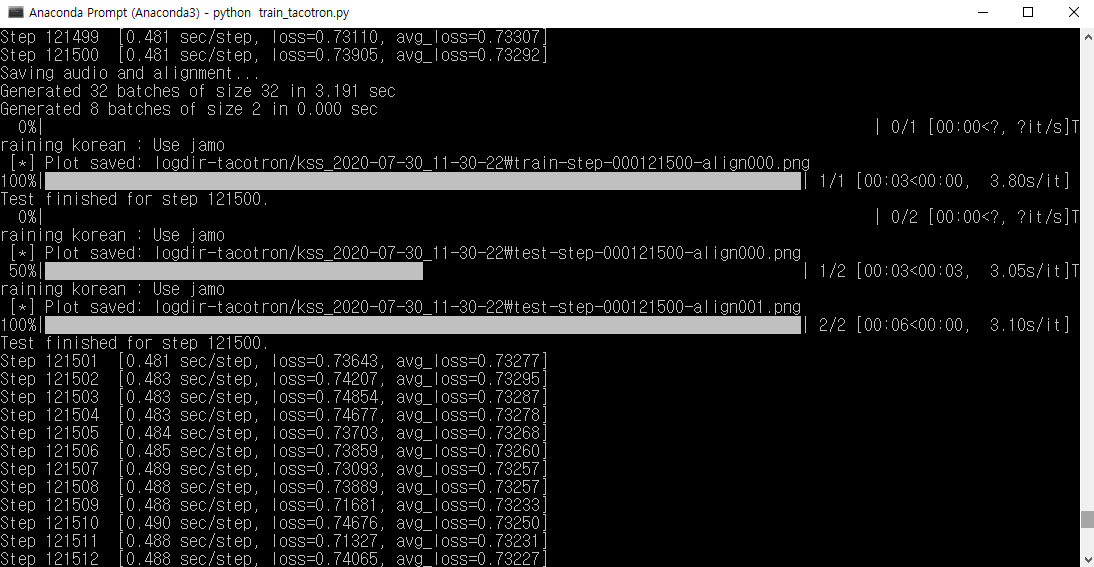 Anaconda Prompt (Anaconda3) - python train_tacotron.py
Step 121499 [0.481 sec/step, loss=0.73110, avg_loss=0.73307]
Step 121500 [0.481 sec/step, loss=0.73905, avg_loss=0.73292]
Saving audio and alignment...
Generated 32 batches of size 32 in 3.191 sec
Generated 8 batches of size 2 in 0.000 sec
0%| | 0/1 [00:00<?, ?it/s]T
raining korean : Use jamo
[*] Plot saved: logdir-tacotron/kss_2020-07-30_11-30-22₩train-step-000121500-align000.png
100%| | 1/1 [00:03<00:00, 3.80s/it]
Test finished for step 121500.
0%| | 0/2 [00:00<?, ?it/s]T
raining korean : Use jamo
[*] Plot saved: logdir-tacotron/kss_2020-07-30_11-30-22₩test-step-000121500-align000.png
50%| | 1/2 [00:03<00:03, 3.05s/it]T
raining korean : Use jamo
[*] Plot saved: logdir-tacotron/kss_2020-07-30_11-30-22₩test-step-000121500-align001.png
100%| | 2/2 [00:06<00:00, 3.10s/it]
Test finished for step 121500.
Step 121501 [0.481 sec/step, loss=0.73643, avg_loss=0.73277]
Step 121502 [0.483 sec/step, loss=0.74207, avg_loss=0.73295]
Step 121503 [0.483 sec/step, loss=0.74854, avg_loss=0.73287]
Step 121504 [0.483 sec/step, loss=0.74677, avg_loss=0.73278]
Step 121505 [0.484 sec/step, loss=0.73703, avg_loss=0.73268]
Step 121506 [0.485 sec/step, loss=0.73859, avg_loss=0.73260]
Step 121507 [0.489 sec/step, loss=0.73093, avg_loss=0.73257]
Step 121508 [0.488 sec/step, loss=0.73889, avg_loss=0.73257]
Step 121509 [0.488 sec/step, loss=0.71681, avg_loss=0.73233]
Step 121510 [0.490 sec/step, loss=0.74676, avg_loss=0.73250]
Step 121511 [0.488 sec/step, loss=0.71327, avg_loss=0.73231]
Step 121512 [0.488 sec/step, loss=0.74065, avg_loss=0.73227]